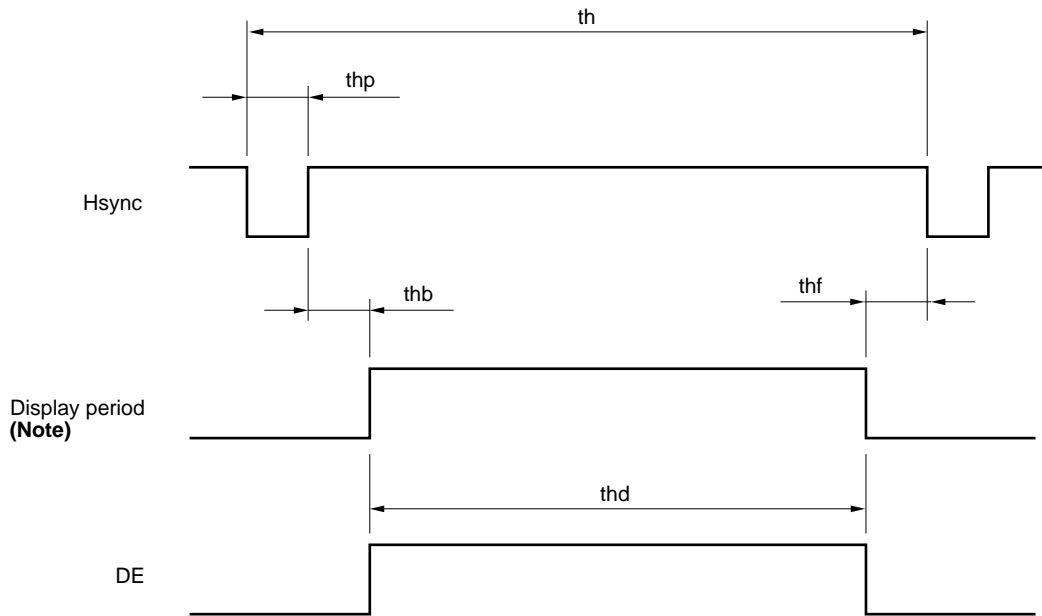 th
thp
Hsync
thb
thf
Display period
(Note)
thd
DE